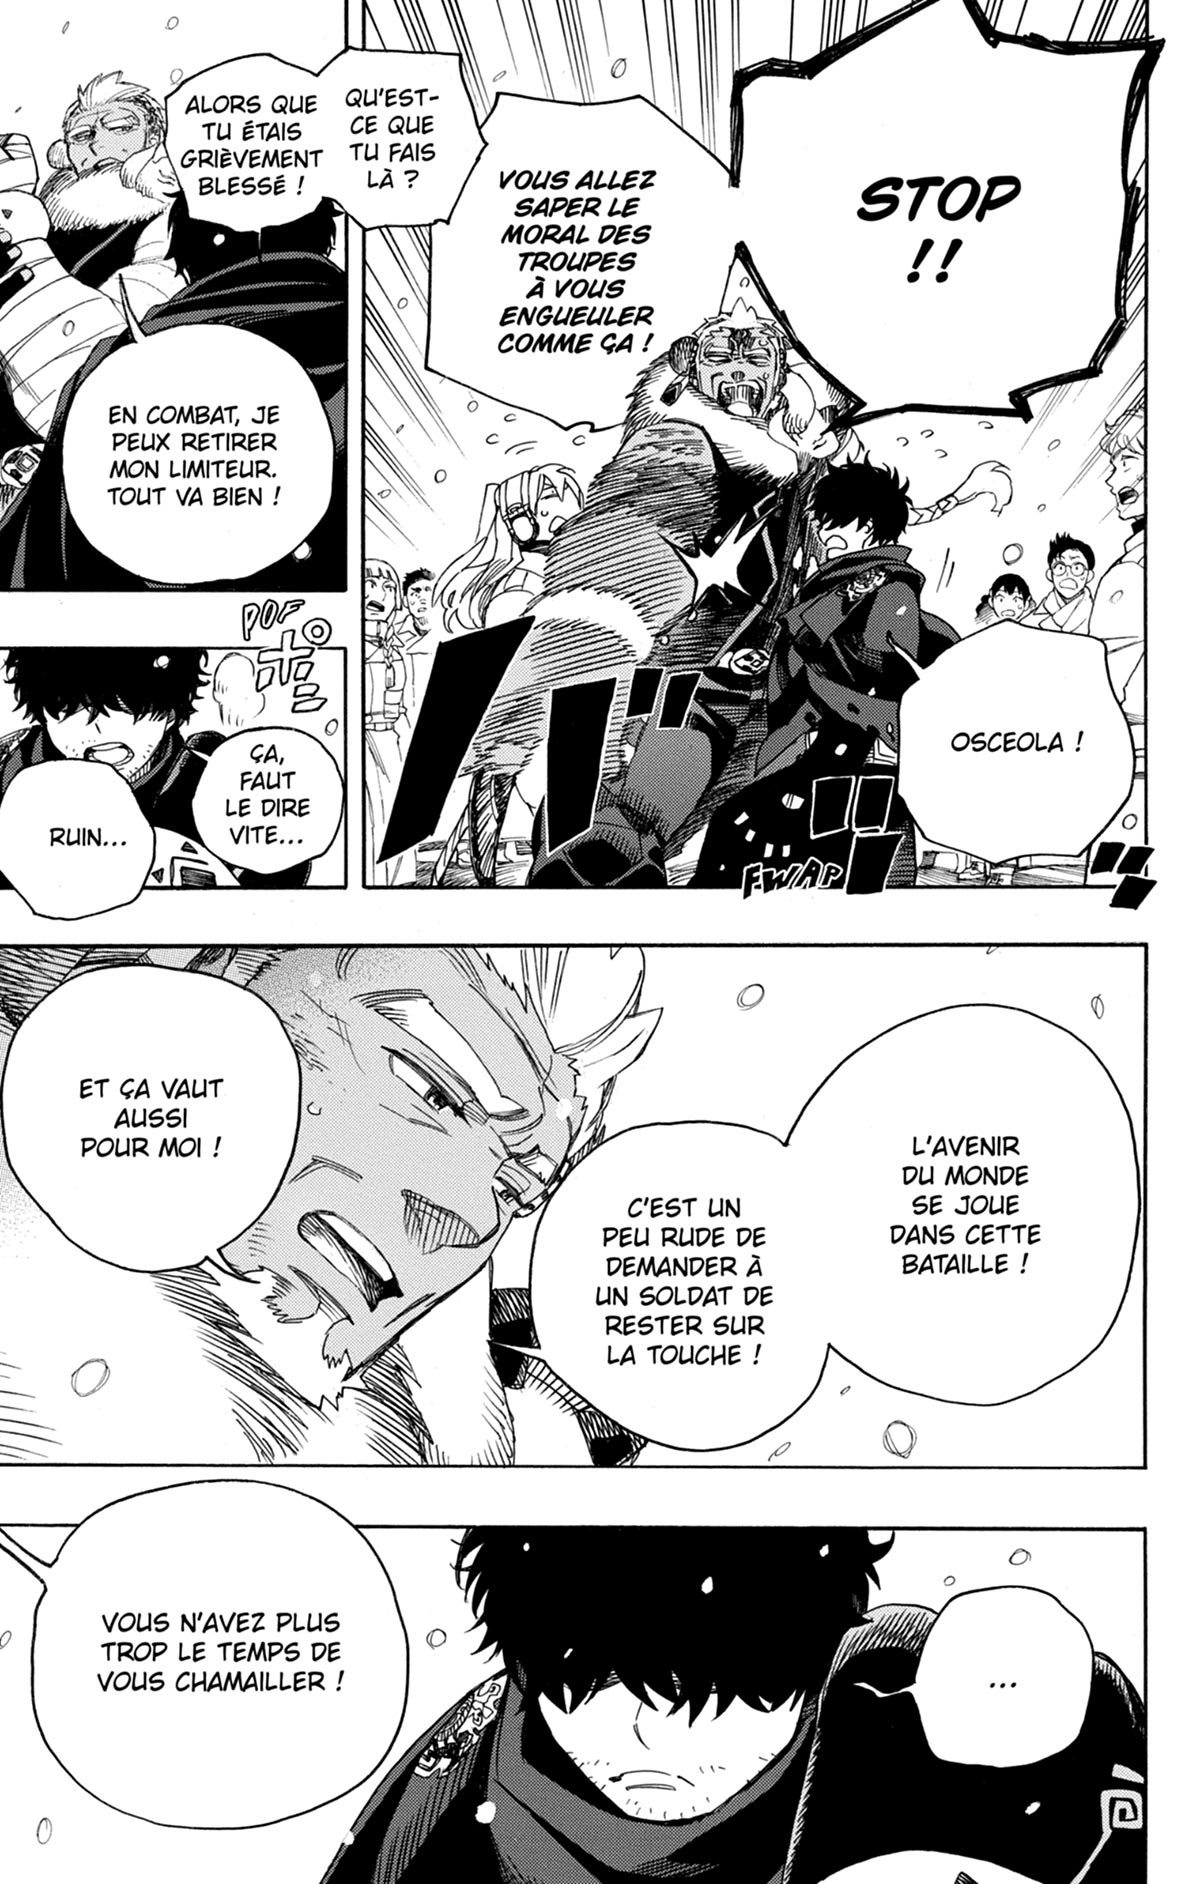 STOP
!!
VOUS ALLEZ
SAPER LE
MORAL DES
TROUPES
À VOUS
ENGUEULER
COMME ÇA !
OSCEOLA !
FWAP
QU'EST-
CE QUE
TU FAIS
LÀ ?
ALORS QUE
TU ÉTAIS
GRIÈVEMENT
BLESSÉ !
EN COMBAT, JE
PEUX RETIRER
MON LIMITEUR.
TOUT VA BIEN !
POF
ポン
ÇA,
FAUT
LE DIRE
VITE...
RUIN...
L'AVENIR
DU MONDE
SE JOUE
DANS CETTE
BATAILLE !
C'EST UN
PEU RUDE DE
DEMANDER À
UN SOLDAT DE
RESTER SUR
LA TOUCHE !
ET ÇA VAUT
AUSSI
POUR MOI !
...
VOUS N'AVEZ PLUS
TROP LE TEMPS DE
VOUS CHAMAILLER !